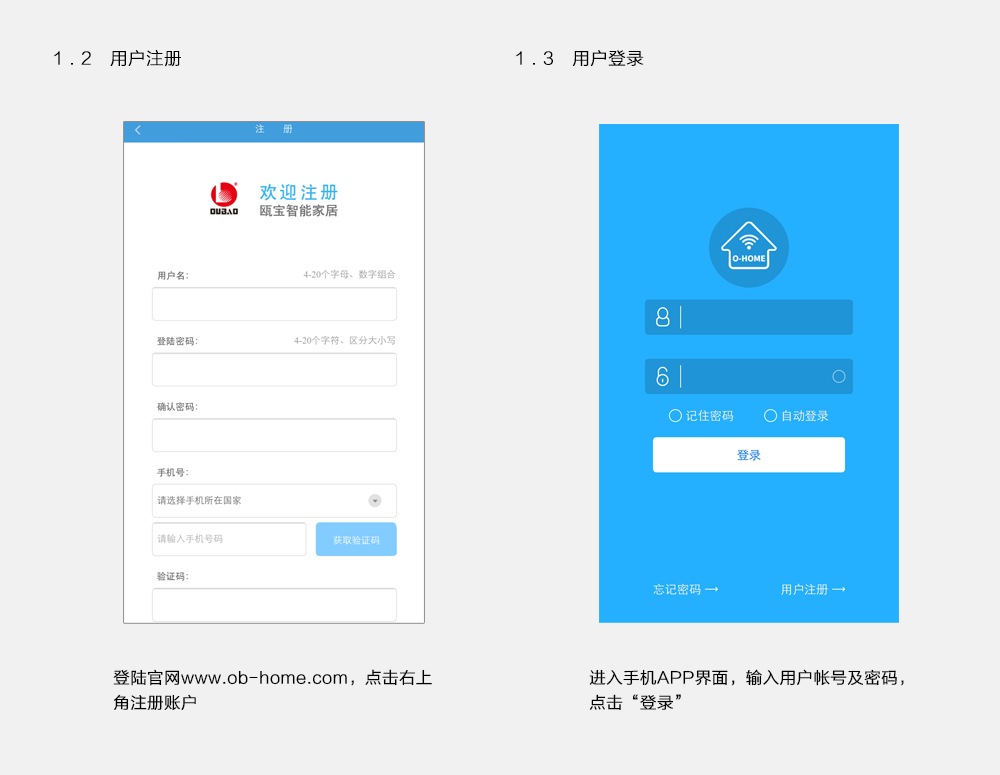 1.2 用户注册
注 册
OUBAO
欢迎注册
瓯宝智能家居
用户名：
4-20个字母、数字组合
登陆密码：
4-20个字符、区分大小写
确认密码：
手机号：
请选择手机所在国家
请输入手机号码
获取验证码
验证码：
登陆官网www.ob-home.com，点击右上
角注册账户
1.3 用户登录
O-HOME
记住密码
自动登录
登录
忘记密码→
用户注册→
进入手机APP界面，输入用户帐号及密码，
点击“登录”